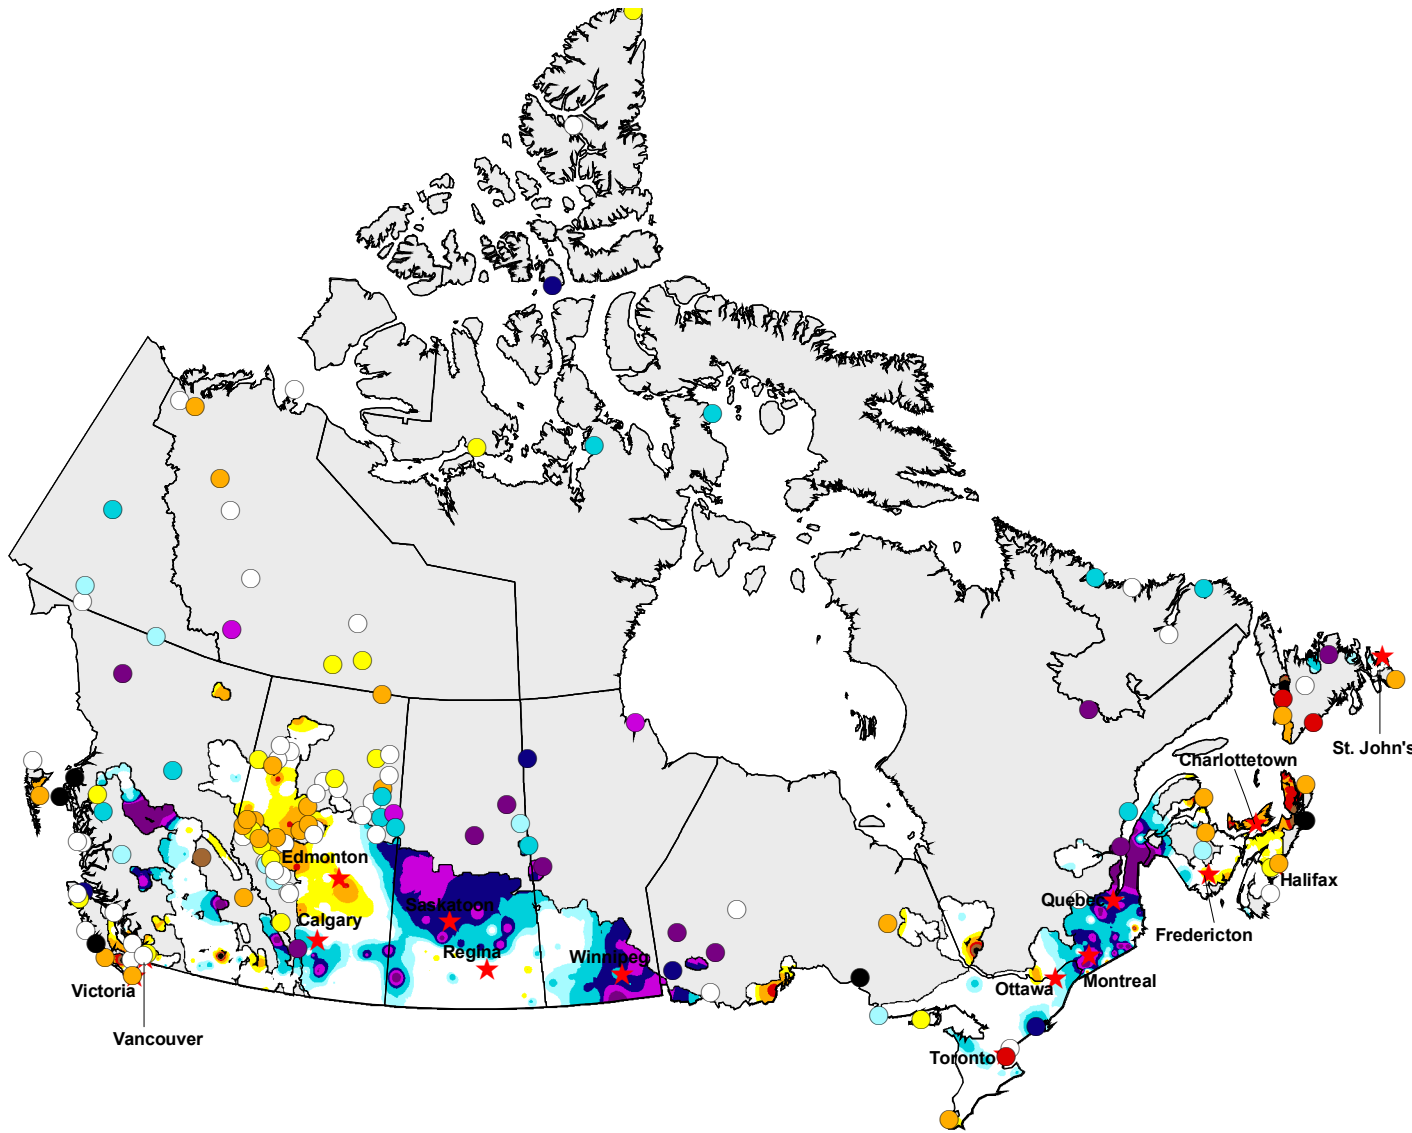 St. John's
Charlottetown
Edmonton
Halifax
Quebec
Saskatoon
Calgary
Fredericton
Regina
Winnipeg
Montreal
Ottawa
Victoria
Vancouver
Toronto